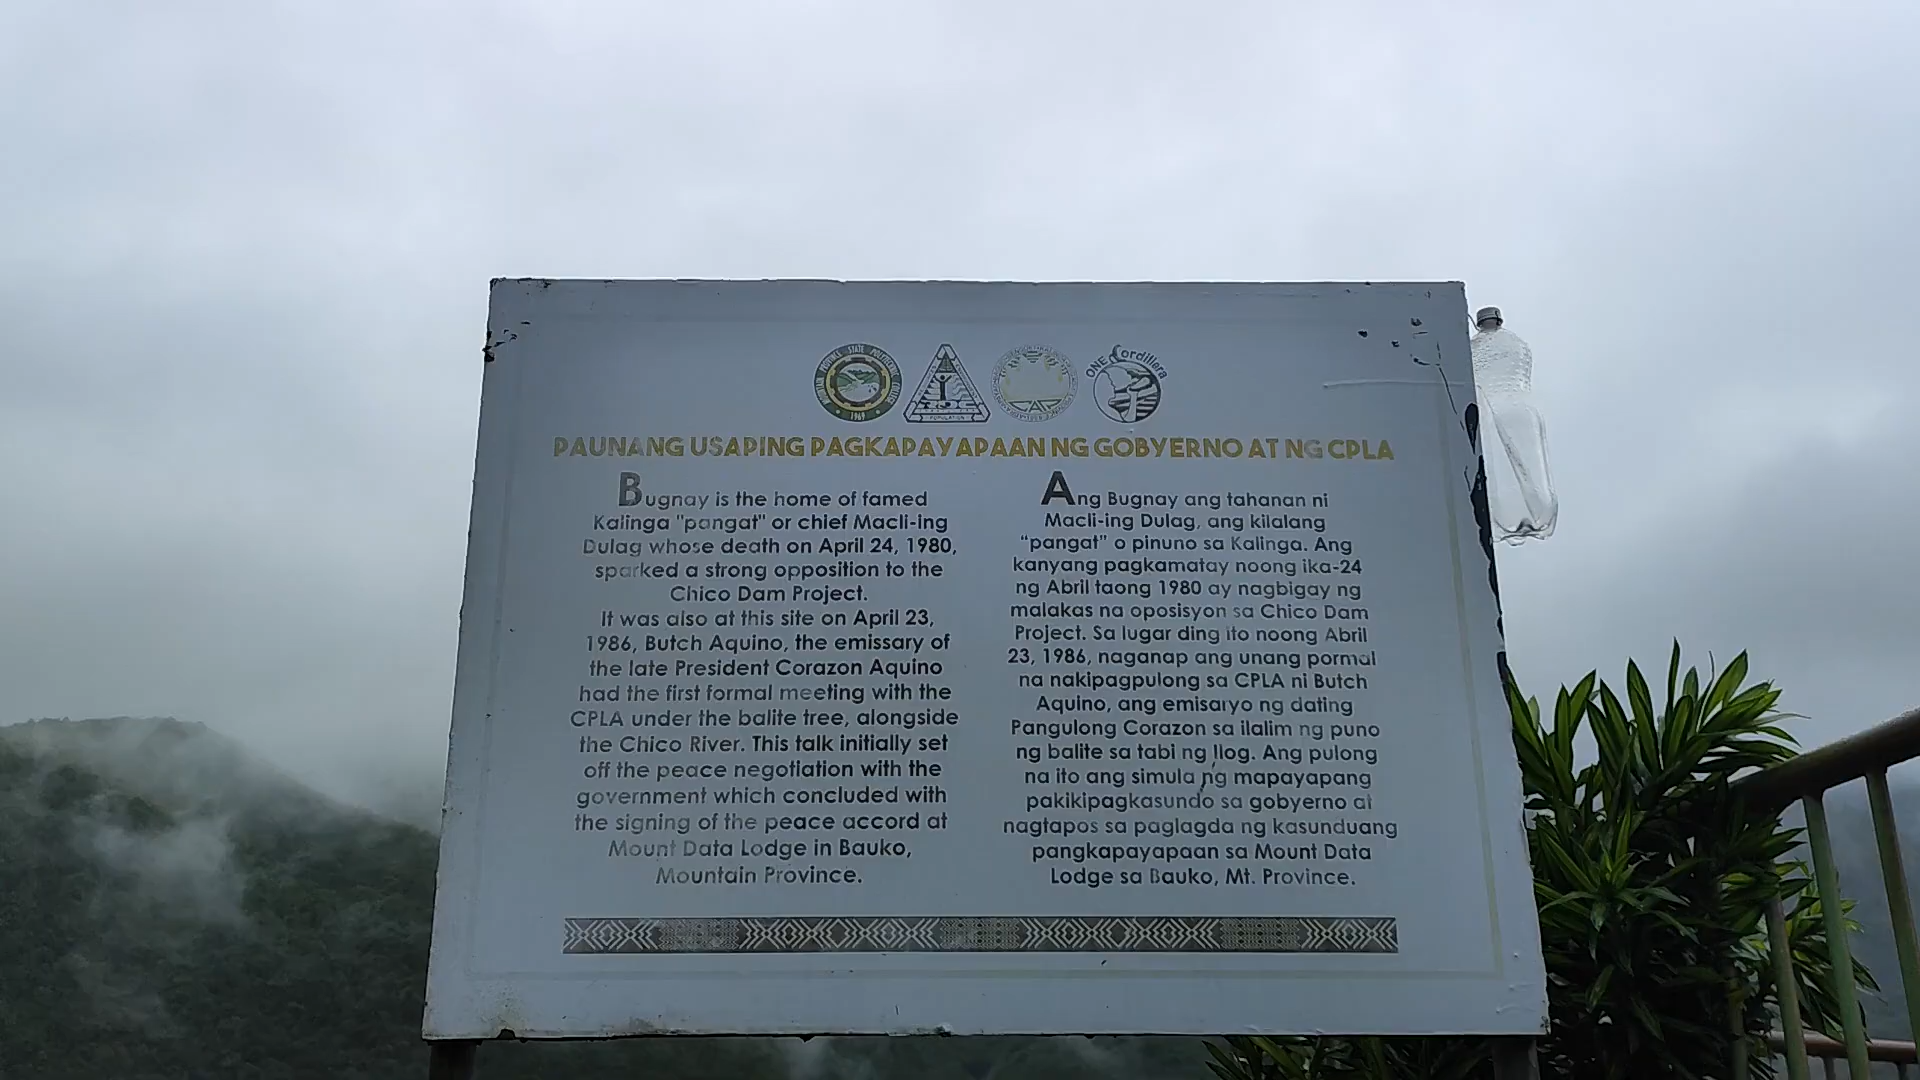 MOUNTAIN PROVINCE STATE POLYTECHNIC COLLEGE
1969
POPULATION
ONE Cordillera
PAUNANG USAPING PAGKAPAYAPAAN NG GOBYERNO AT NG CPLA
Bugnay is the home of famed
Kalinga "pangat" or chief Macli-ing
Dulag whose death on April 24, 1980,
sparked a strong opposition to the
Chico Dam Project.
It was also at this site on April 23,
1986, Butch Aquino, the emissary of
the late President Corazon Aquino
had the first formal meeting with the
CPLA under the balite tree, alongside
the Chico River. This talk initially set
off the peace negotiation with the
government which concluded with
the signing of the peace accord at
Mount Data Lodge in Bauko,
Mountain Province.
Ang Bugnay ang tahanan ni
Macli-ing Dulag, ang kilalang
“pangat” o pinuno sa Kalinga. Ang
kanyang pagkamatay noong ika-24
ng Abril taong 1980 ay nagbigay ng
malakas na oposisyon sa Chico Dam
Project. Sa lugar ding ito noong Abril
23, 1986, naganap ang unang pormal
na nakipagpulong sa CPLA ni Butch
Aquino, ang emisaryo ng dating
Pangulong Corazon sa ilalim ng puno
ng balite sa tabi ng Ilog. Ang pulong
na ito ang simula ng mapayapang
pakikipagkasundo sa gobyerno at
nagtapos sa paglagda ng kasunduang
pangkapayapaan sa Mount Data
Lodge sa Bauko, Mt. Province.